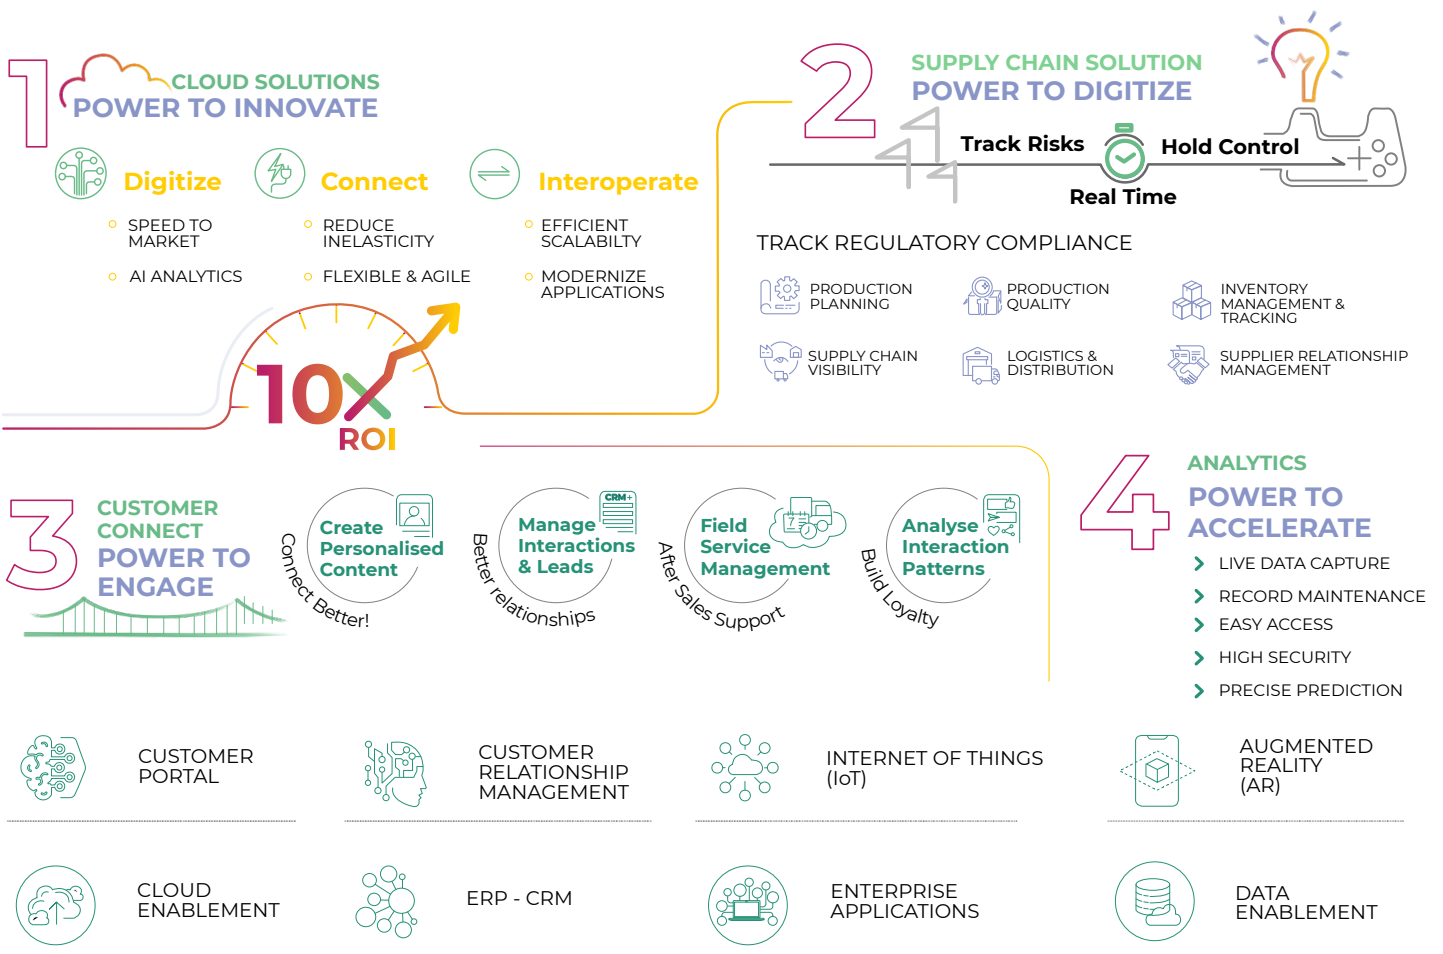 1
CLOUD SOLUTIONS
POWER TO INNOVATE
Digitize
SPEED TO
MARKET
AI ANALYTICS
Connect
REDUCE
INELASTICITY
FLEXIBLE & AGILE
Interoperate
EFFICIENT
SCALABILTY
MODERNIZE
APPLICATIONS
10X
ROI
2
SUPPLY CHAIN SOLUTION
POWER TO DIGITIZE
Track Risks
Hold Control
Real Time
TRACK REGULATORY COMPLIANCE
PRODUCTION
PLANNING
PRODUCTION
QUALITY
INVENTORY
MANAGEMENT &
TRACKING
SUPPLY CHAIN
VISIBILITY
LOGISTICS &
DISTRIBUTION
SUPPLIER RELATIONSHIP
MANAGEMENT
3
CUSTOMER
CONNECT
POWER TO
ENGAGE
Create
Personalised
Content
Connect Better!
CRM+
Manage
Interactions
& Leads
Better relationships
7
Field
Service
Management
After Sales Support
Analyse
Interaction
Patterns
Build Loyalty
4
ANALYTICS
POWER TO
ACCELERATE
LIVE DATA CAPTURE
RECORD MAINTENANCE
EASY ACCESS
HIGH SECURITY
PRECISE PREDICTION
CUSTOMER
PORTAL
CUSTOMER
RELATIONSHIP
MANAGEMENT
INTERNET OF THINGS
(IoT)
AUGMENTED
REALITY
(AR)
CLOUD
ENABLEMENT
ERP - CRM
ENTERPRISE
APPLICATIONS
DATA
ENABLEMENT